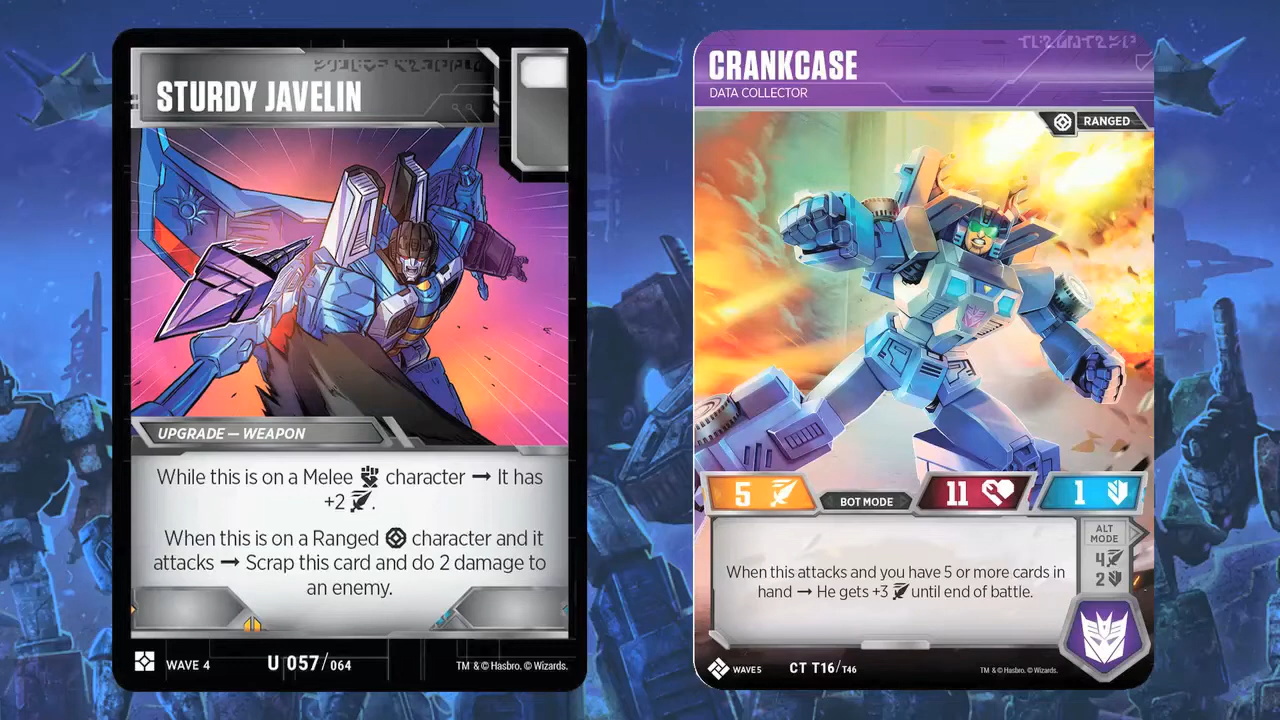 STURDY JAVELIN
UPGRADE — WEAPON
While this is on a Melee character → It has
+2 .
When this is on a Ranged character and it
attacks → Scrap this card and do 2 damage to
an enemy.
WAVE 4 U 057/064 TM & © Hasbro. © Wizards.
CRANKCASE
DATA COLLECTOR
RANGED
5 BOT MODE 11 1
ALT
MODE
4
2
When this attacks and you have 5 or more cards in
hand → He gets +3 until end of battle.
WAVE 5 CT T16/T46 TM & © Hasbro. © Wizards.